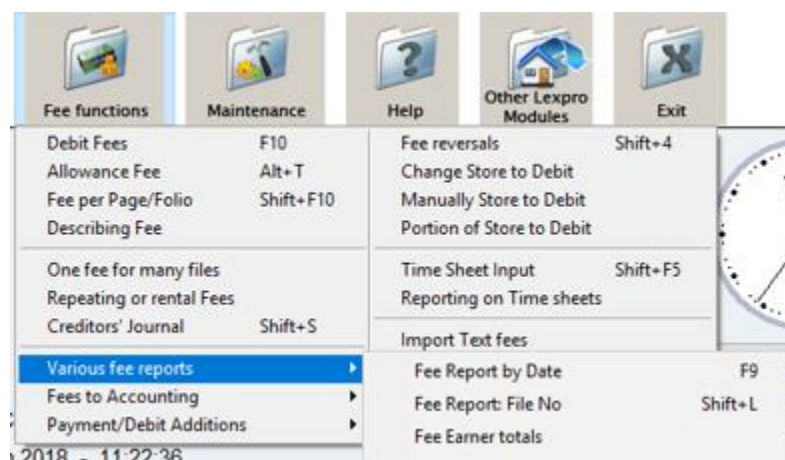 Fee functions
Maintenance
Help
Other Lexpro
Modules
Exit
Debit Fees F10
Allowance Fee Alt+T
Fee per Page/Folio Shift+F10
Describing Fee
One fee for many files
Repeating or rental Fees
Creditors' Journal Shift+S
Various fee reports
Fees to Accounting
Payment/Debit Additions
Fee reversals Shift+4
Change Store to Debit
Manually Store to Debit
Portion of Store to Debit
Time Sheet Input Shift+F5
Reporting on Time sheets
Import Text fees
Fee Report by Date F9
Fee Report: File No Shift+L
Fee Earner totals
2018 - 11:22:36